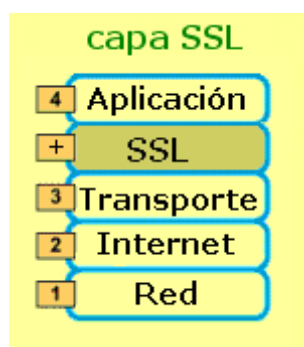 capa SSL
4 Aplicación
+ SSL
3 Transporte
2 Internet
1 Red